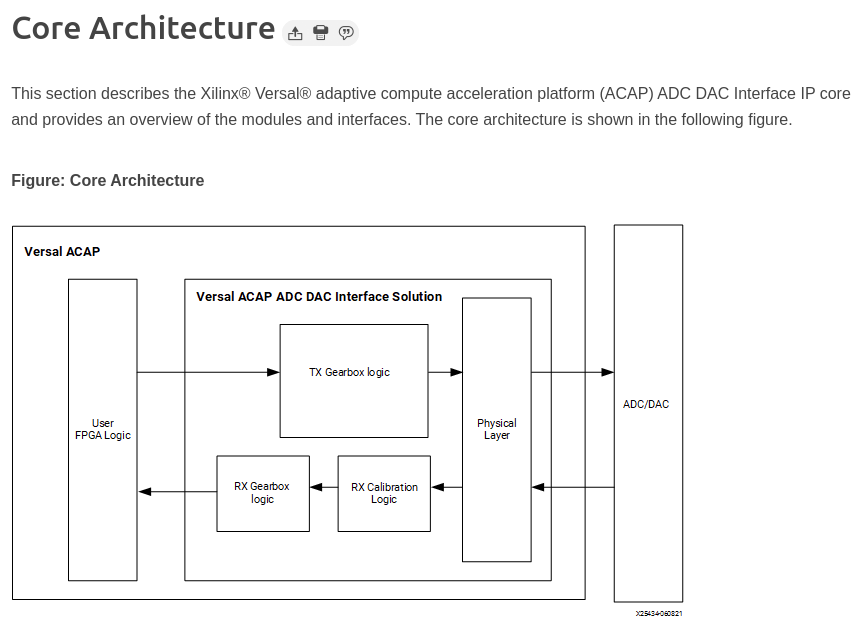 Core Architecture
This section describes the Xilinx® Versal® adaptive compute acceleration platform (ACAP) ADC DAC Interface IP core
and provides an overview of the modules and interfaces. The core architecture is shown in the following figure.
Figure: Core Architecture
Versal ACAP
Versal ACAP ADC DAC Interface Solution
TX Gearbox logic
User
FPGA Logic
Physical
Layer
ADC/DAC
RX Gearbox
logic
RX Calibration
Logic
X25434-060821